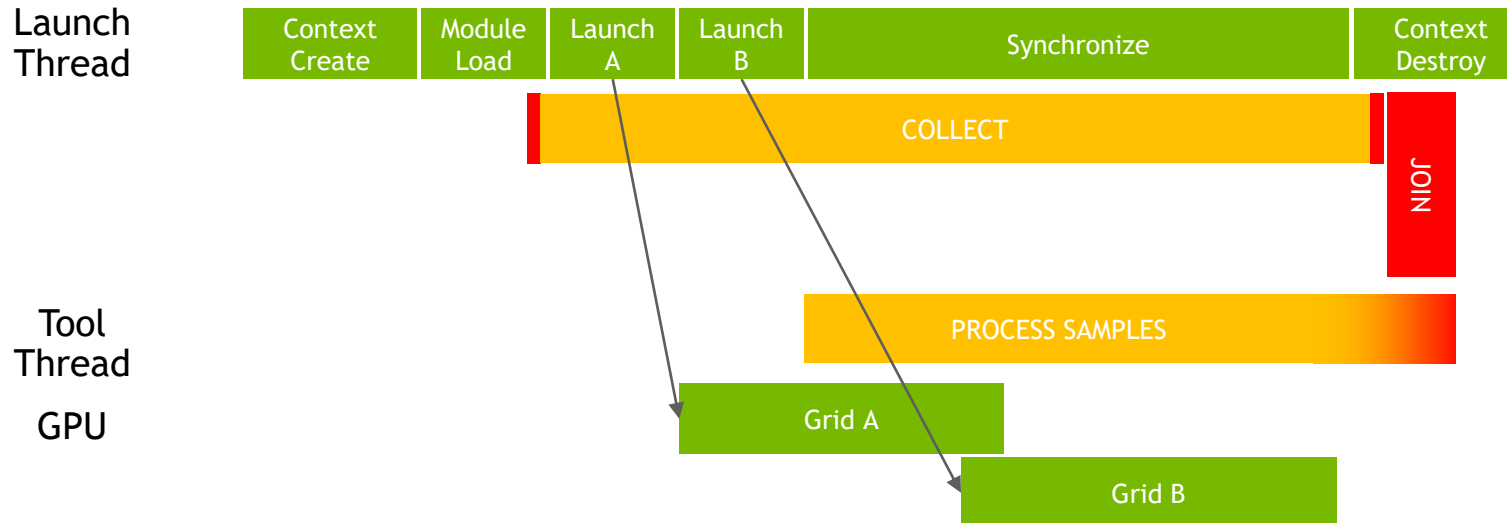 Launch
Thread
Context
Create
Module
Load
Launch
A
Launch
B
Synchronize
Context
Destroy
COLLECT
JOIN
Tool
Thread
PROCESS SAMPLES
GPU
Grid A
Grid B